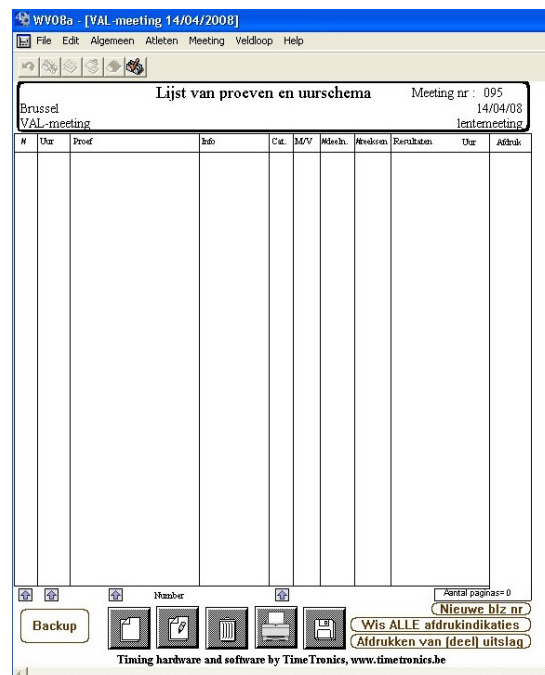 WV08a - [VAL-meeting 14/04/2008]
File Edit Algemeen Atleten Meeting Veldloop Help
Lijst van proeven en uurschema Meeting nr : 095
Brussel 14/04/08
VAL-meeting lentemeeting
# Uur Proef Info Cat. M/V #deeln. #reeksen Resultaten Uur Afdruk
Number Aantal paginas= 0
Nieuwe blz nr
Backup Wis ALLE afdrukindikaties
Afdrukken van (deel) uitslag
Timing hardware and software by TimeTronics, www.timetronics.be